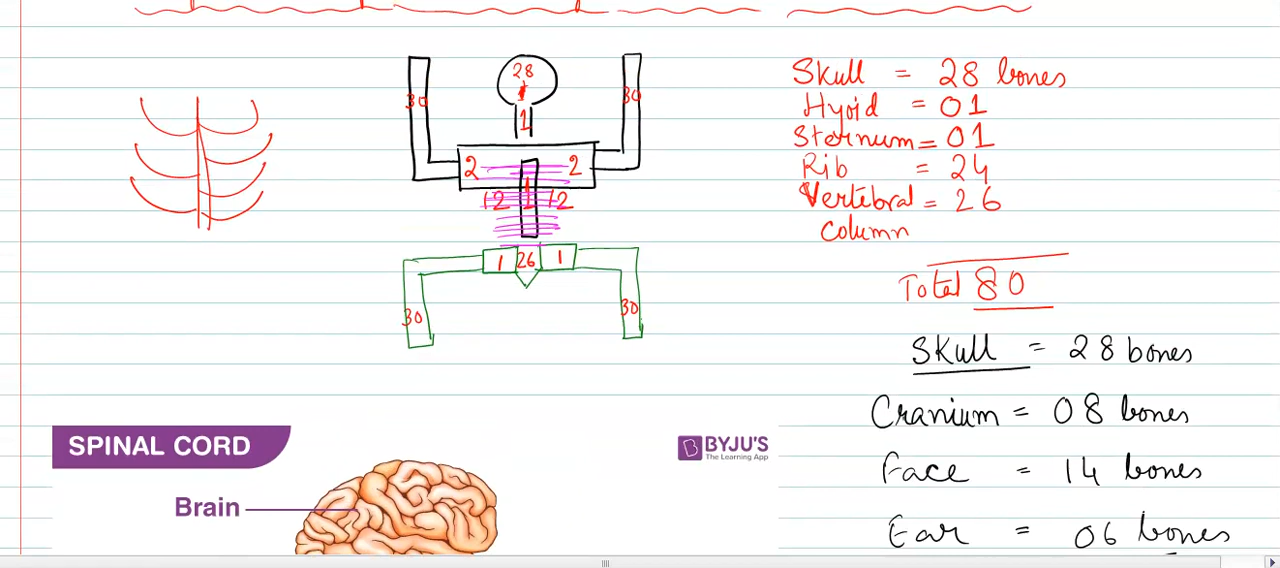 28
1
30
30
2
2
12
1
12
1
26
1
30
30
Skull = 28 bones
Hyoid = 01
Sternum = 01
Rib = 24
Vertebral = 26
Column
Total 80
Skull = 28 bones
Cranium = 08 bones
Face = 14 bones
Ear = 06 bones
SPINAL CORD
BYJU'S
The Learning App
Brain